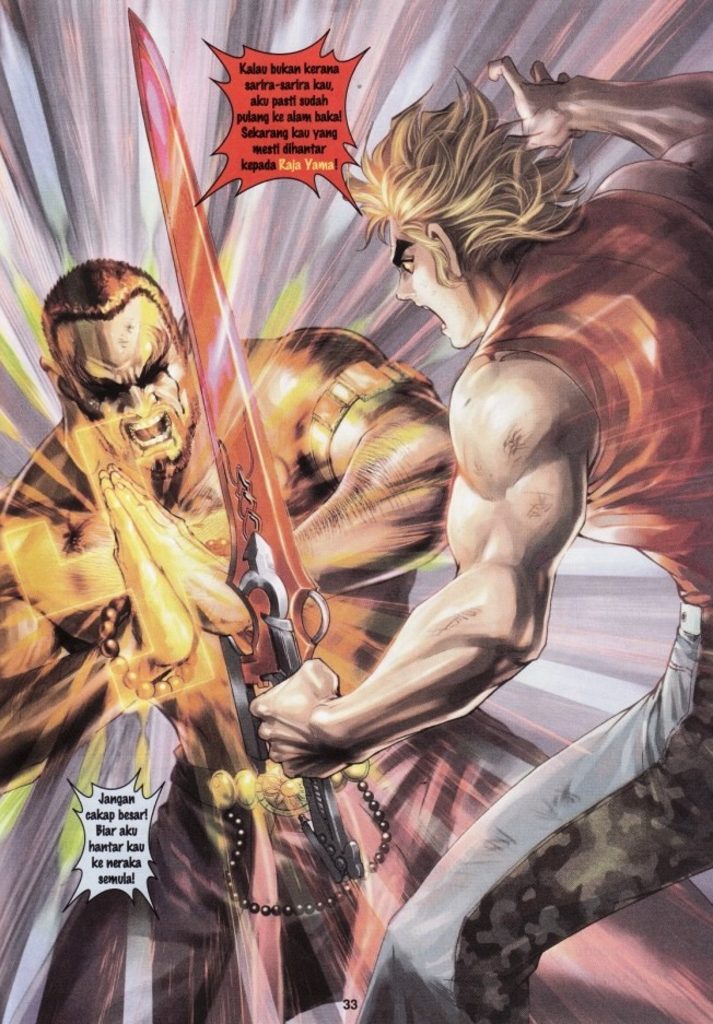 Kalau bukan kerana
sarira-sarira kau,
aku pasti sudah
pulang ke alam baka!
Sekarang kau yang
mesti dihantar
kepada Raja Yama!
Jangan
cakap besar!
Biar aku
hantar kau
ke neraka
semula!
33